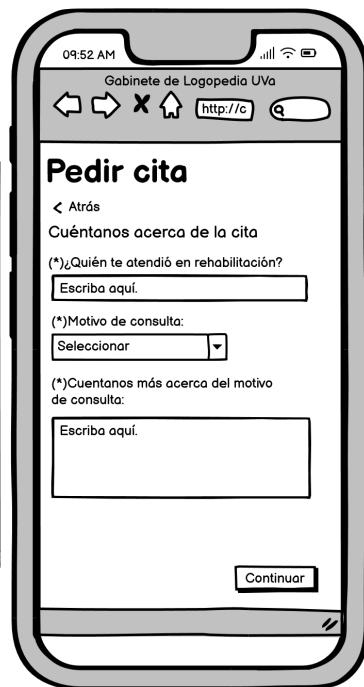 09:52 AM
Gabinete de Logopedia UVa
http://c
Pedir cita
Atrás
Cuéntanos acerca de la cita
(*)¿Quién te atendió en rehabilitación?
Escriba aquí.
(*)Motivo de consulta:
Seleccionar
(*)Cuentanos más acerca del motivo
de consulta:
Escriba aquí.
Continuar